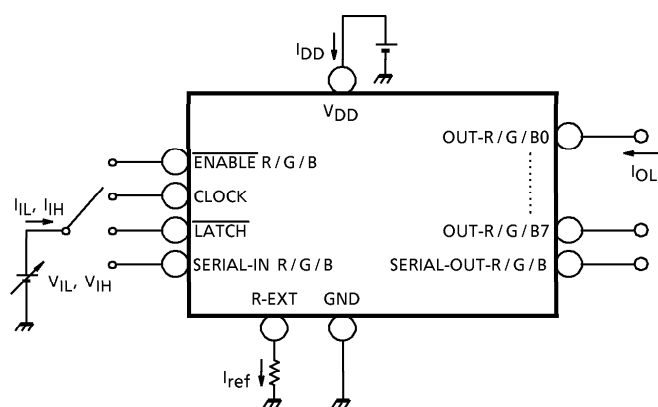 IDD
VDD
ENABLE R / G / B
CLOCK
LATCH
SERIAL-IN R / G / B
IIL, IIH
VIL, VIH
OUT-R / G / B0
IOL
OUT-R / G / B7
SERIAL-OUT-R / G / B
R-EXT GND
Iref